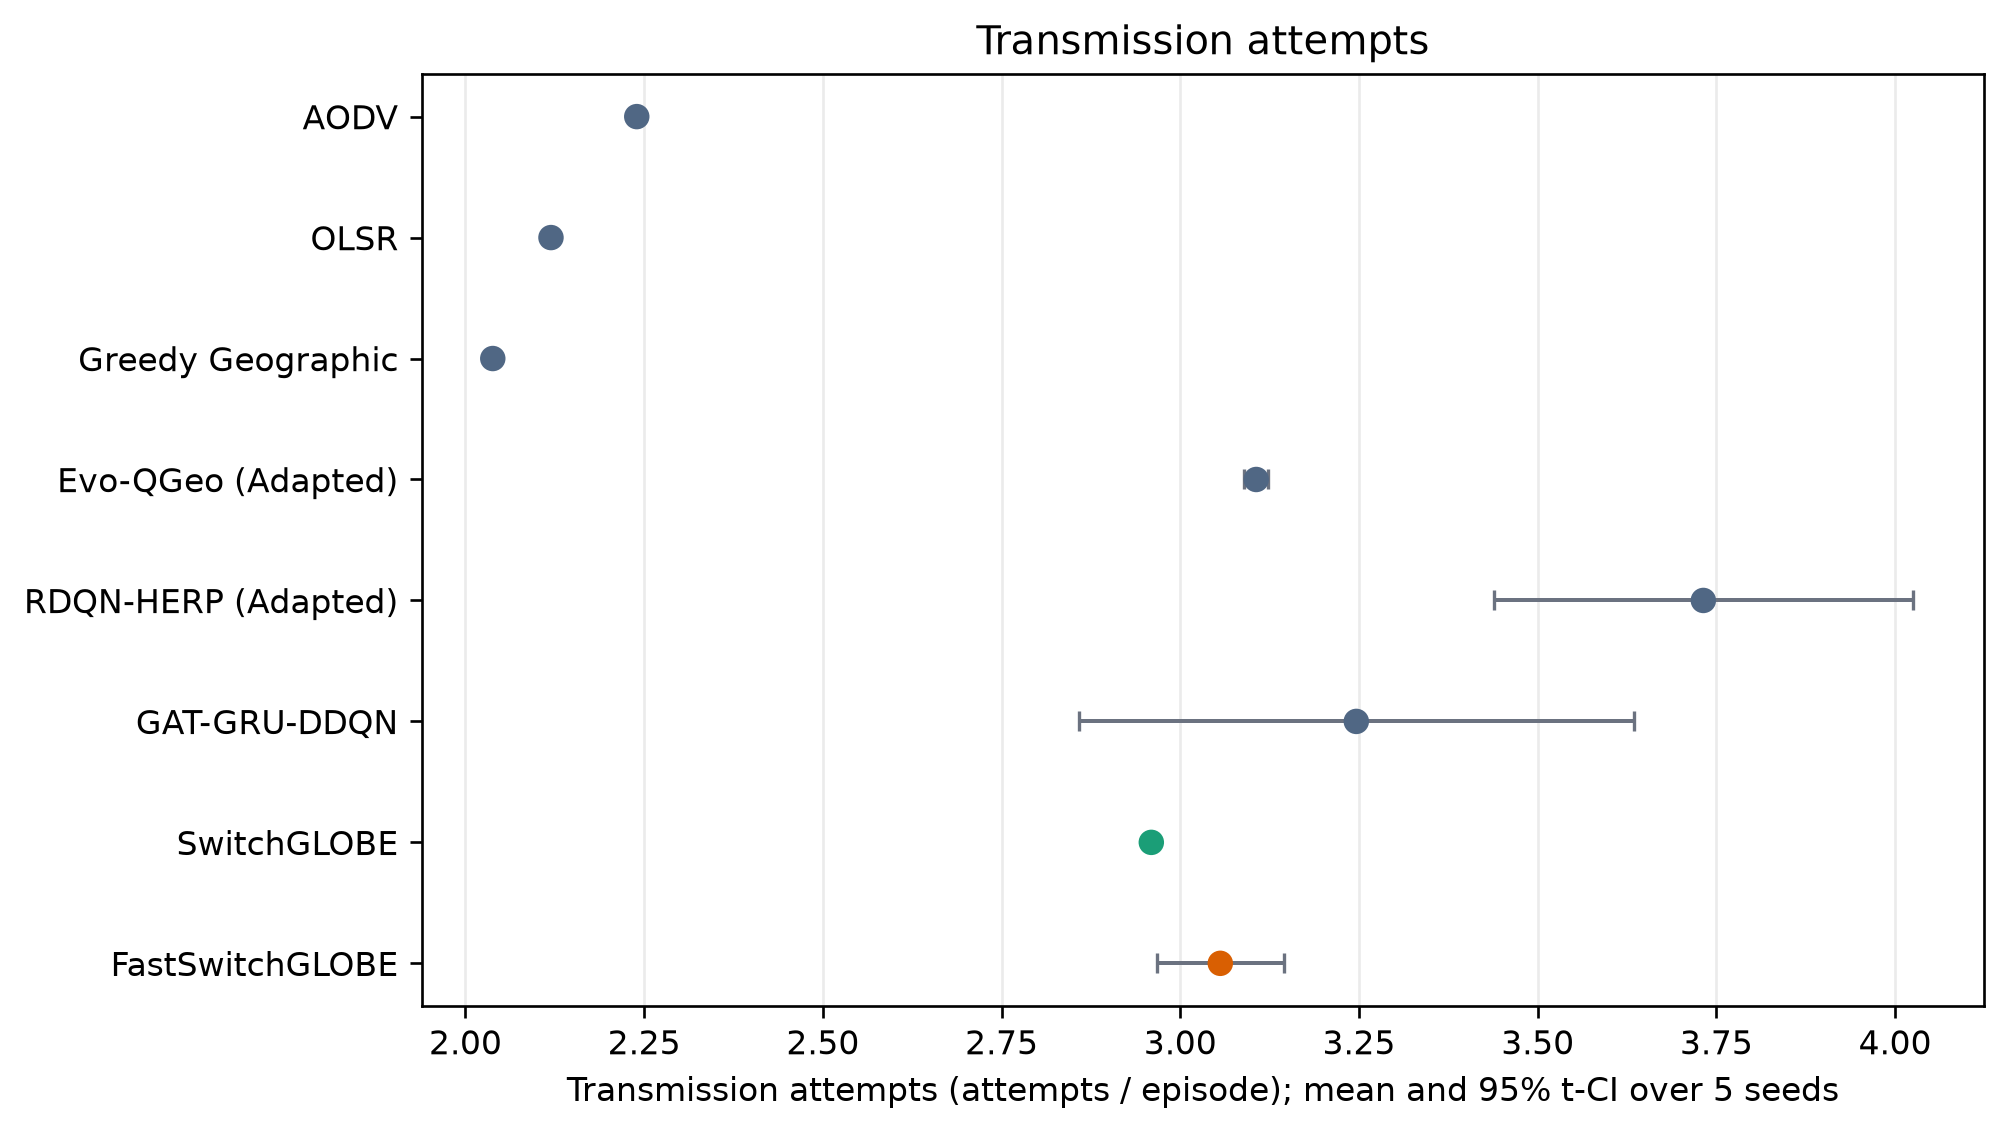 Transmission attempts
AODV
OLSR
Greedy Geographic
Evo-QGeo (Adapted)
RDQN-HERP (Adapted)
GAT-GRU-DDQN
SwitchGLOBE
FastSwitchGLOBE
2.00 2.25 2.50 2.75 3.00 3.25 3.50 3.75 4.00
Transmission attempts (attempts / episode); mean and 95% t-CI over 5 seeds